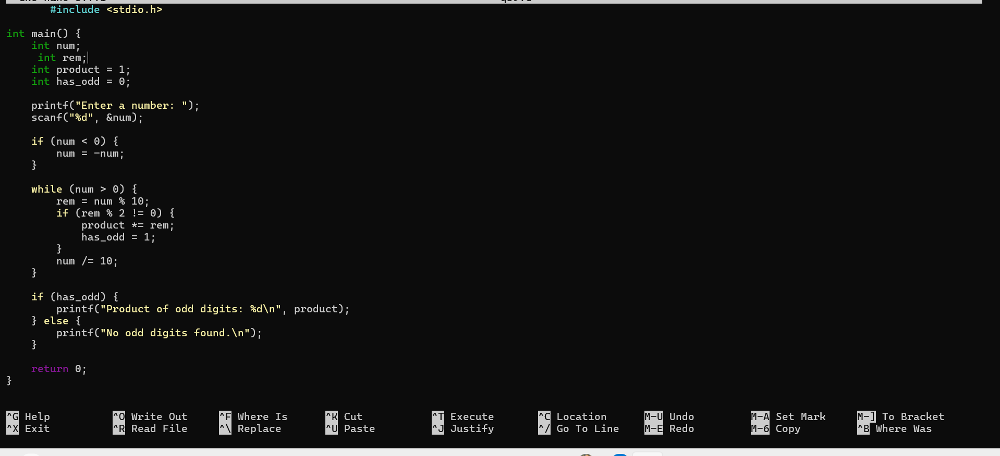 #include <stdio.h>
int main() {
int num;
int rem;
int product = 1;
int has_odd = 0;
printf("Enter a number: ");
scanf("%d", &num);
if (num < 0) {
num = -num;
}
while (num > 0) {
rem = num % 10;
if (rem % 2 != 0) {
product *= rem;
has_odd = 1;
}
num /= 10;
}
if (has_odd) {
printf("Product of odd digits: %d\n", product);
} else {
printf("No odd digits found.\n");
}
return 0;
}
^G Help ^O Write Out ^F Where Is ^K Cut ^T Execute ^C Location M-U Undo M-A Set Mark M-] To Bracket
^X Exit ^R Read File ^\ Replace ^U Paste ^J Justify ^/ Go To Line M-E Redo M-6 Copy ^B Where Was